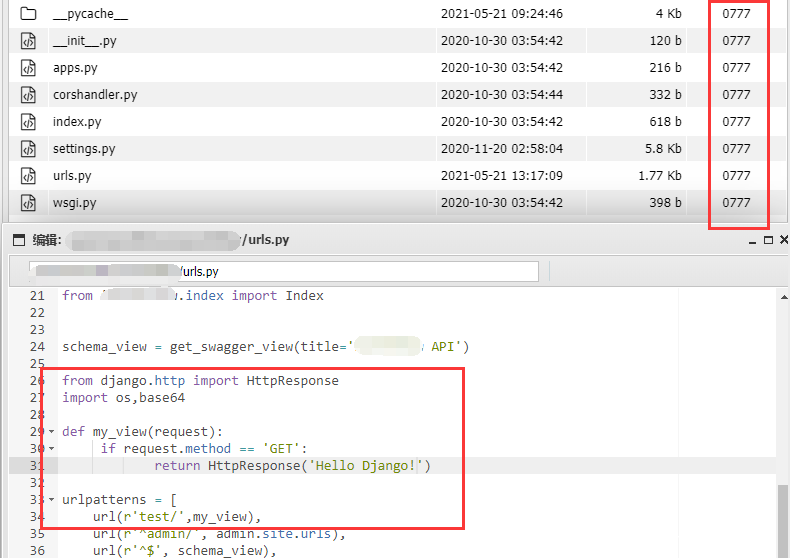 __pycache__ 2021-05-21 09:24:46 4 Kb 0777
__init__.py 2020-10-30 03:54:42 120 b 0777
apps.py 2020-10-30 03:54:42 216 b 0777
corshandler.py 2020-10-30 03:54:44 332 b 0777
index.py 2020-10-30 03:54:42 618 b 0777
settings.py 2020-11-20 02:58:04 5.8 Kb 0777
urls.py 2021-05-21 13:17:09 1.77 Kb 0777
wsgi.py 2020-10-30 03:54:42 398 b 0777
编辑: /urls.py
/urls.py
21 from .index import Index
22
23
24 schema_view = get_swagger_view(title=' API')
25
26 from django.http import HttpResponse
27 import os,base64
28
29 def my_view(request):
30 if request.method == 'GET':
31 return HttpResponse('Hello Django!')
32
33 urlpatterns = [
34 url(r'test/',my_view),
35 url(r'^admin/', admin.site.urls),
36 url(r'^$', schema_view),